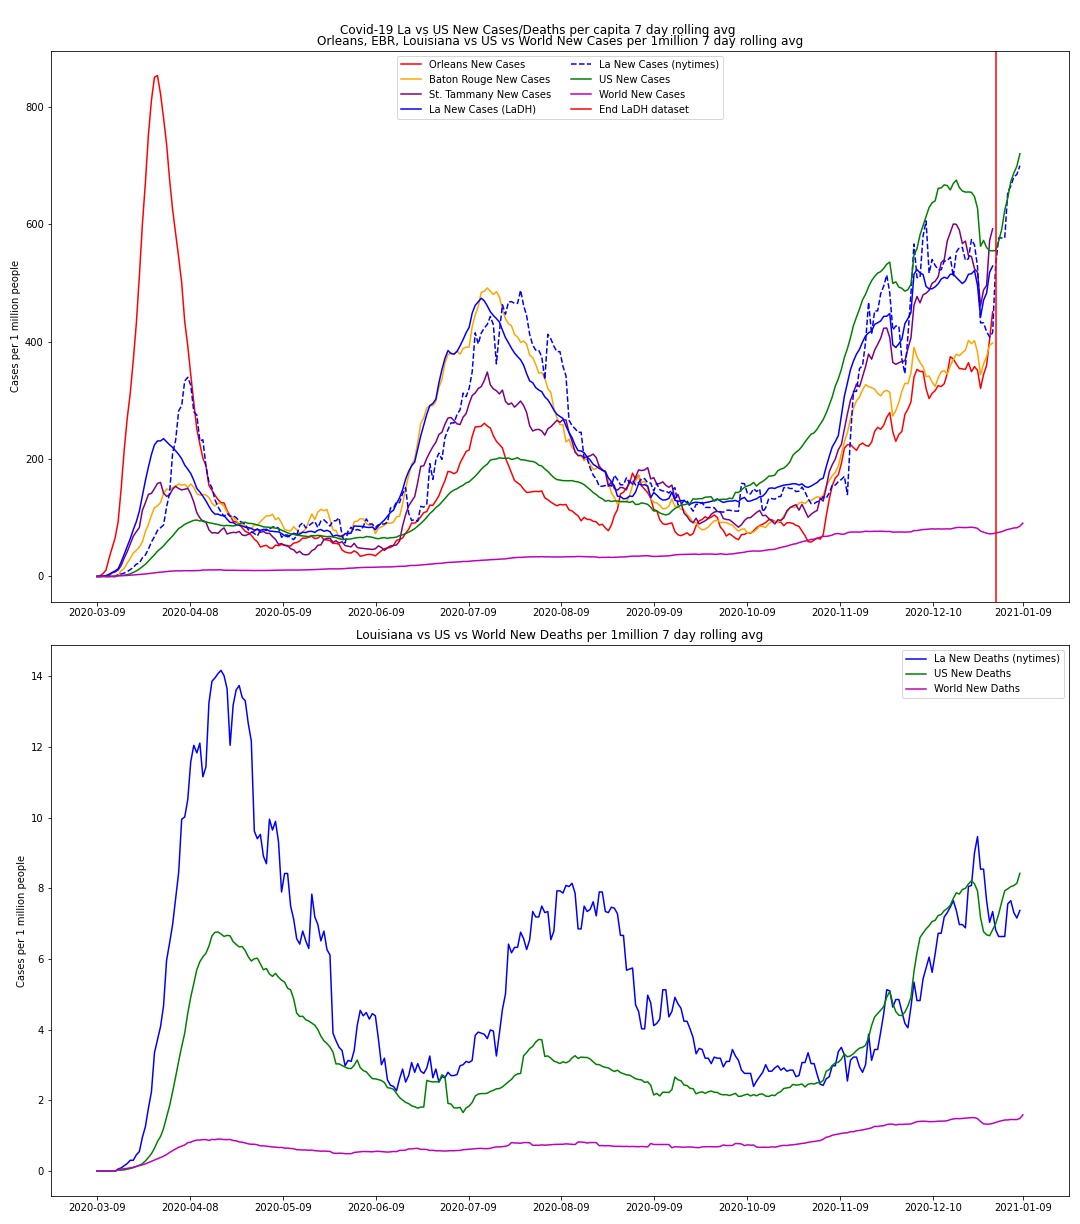 Covid-19 La vs US New Cases/Deaths per capita 7 day rolling avg
Orleans, EBR, Louisiana vs US vs World New Cases per 1million 7 day rolling avg
Orleans New Cases
Baton Rouge New Cases
St. Tammany New Cases
La New Cases (LaDH)
La New Cases (nytimes)
US New Cases
World New Cases
End LaDH dataset
Cases per 1 million people
800
600
400
200
0
2020-03-09 2020-04-08 2020-05-09 2020-06-09 2020-07-09 2020-08-09 2020-09-09 2020-10-09 2020-11-09 2020-12-10 2021-01-09
Louisiana vs US vs World New Deaths per 1million 7 day rolling avg
La New Deaths (nytimes)
US New Deaths
World New Daths
Cases per 1 million people
14
12
10
8
6
4
2
0
2020-03-09 2020-04-08 2020-05-09 2020-06-09 2020-07-09 2020-08-09 2020-09-09 2020-10-09 2020-11-09 2020-12-10 2021-01-09